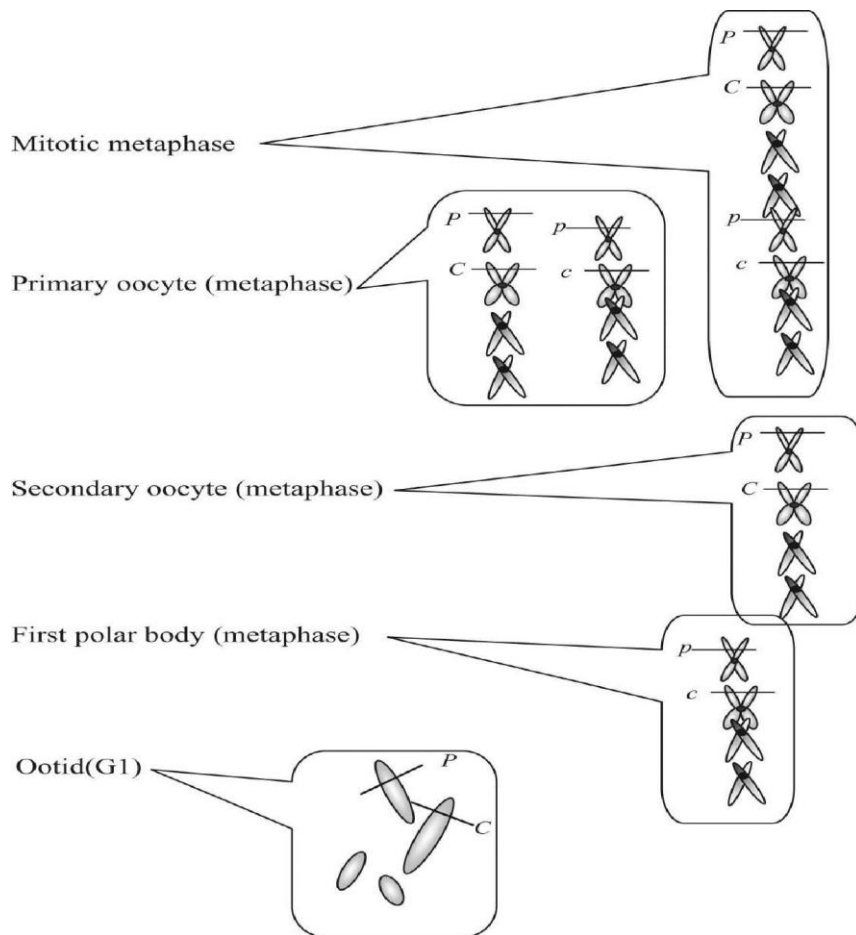 P
C
Mitotic metaphase
p
P
p
C
c
c
Primary oocyte (metaphase)
P
C
Secondary oocyte (metaphase)
First polar body (metaphase)
p
c
Ootid(G1)
P
C